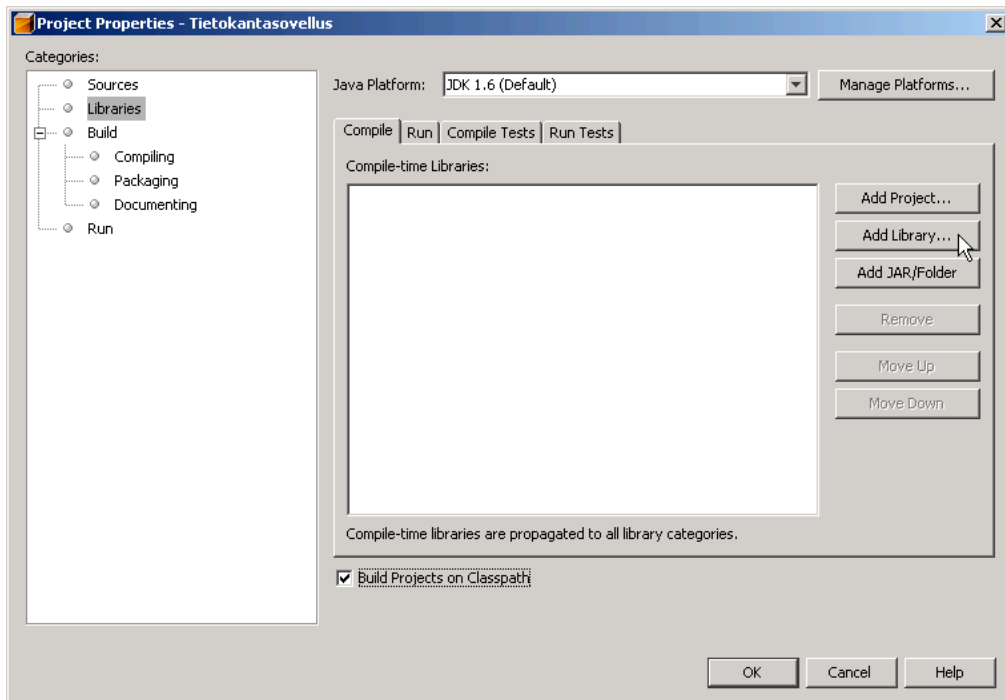 Project Properties - Tietokantasovellus
Categories:
Sources
Libraries
Build
Compiling
Packaging
Documenting
Run
Java Platform: JDK 1.6 (Default) Manage Platforms...
Compile Run Compile Tests Run Tests
Compile-time Libraries:
Add Project...
Add Library...
Add JAR/Folder
Remove
Move Up
Move Down
Compile-time libraries are propagated to all library categories.
Build Projects on Classpath
OK Cancel Help